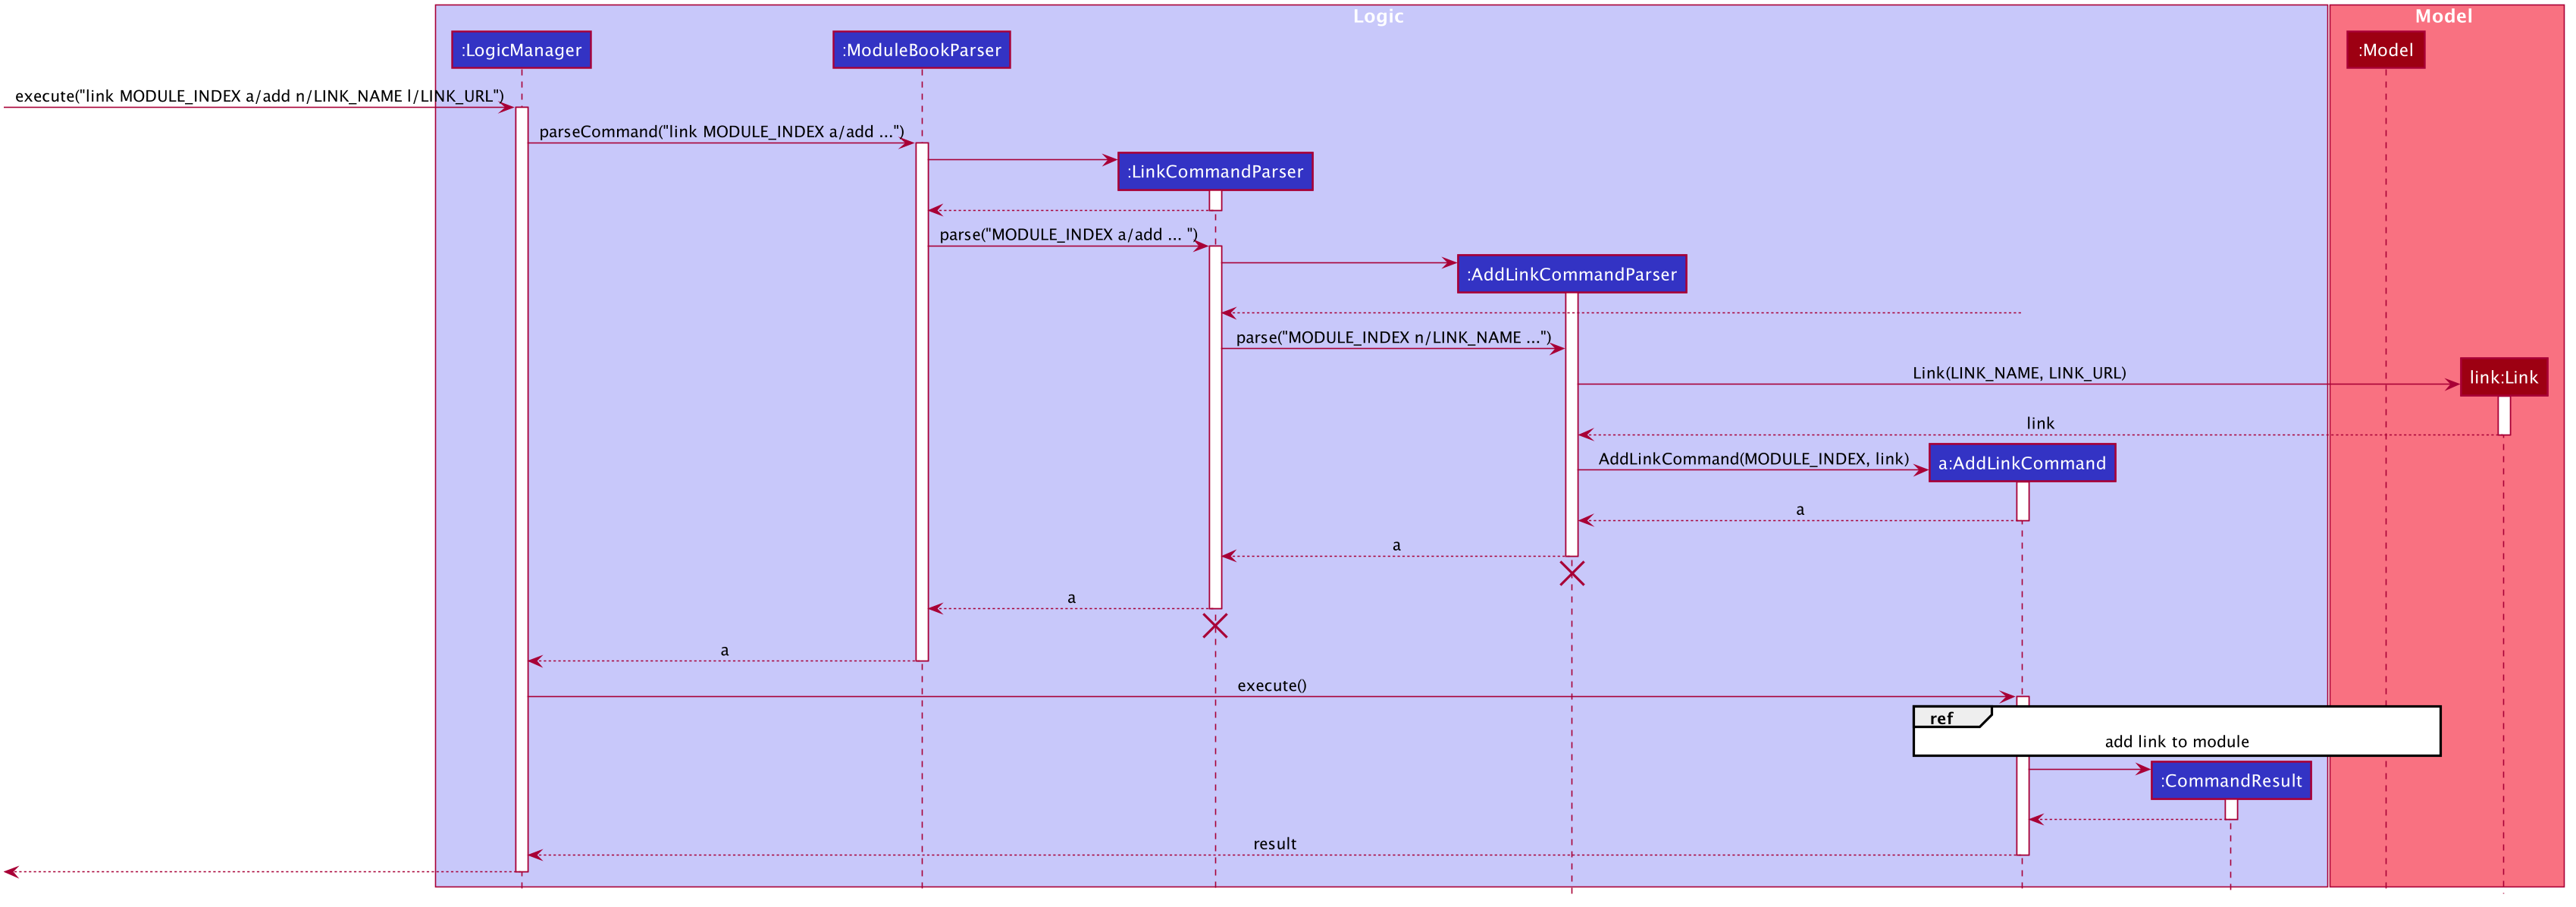 Logic
Model
:LogicManager
:ModuleBookParser
:Model
execute("link MODULE_INDEX a/add n/LINK_NAME l/LINK_URL")
parseCommand("link MODULE_INDEX a/add ...")
:LinkCommandParser
parse("MODULE_INDEX a/add ... ")
:AddLinkCommandParser
parse("MODULE_INDEX n/LINK_NAME ...")
Link(LINK_NAME, LINK_URL)
link:Link
link
AddLinkCommand(MODULE_INDEX, link)
a:AddLinkCommand
a
a
a
a
execute()
ref
add link to module
:CommandResult
result